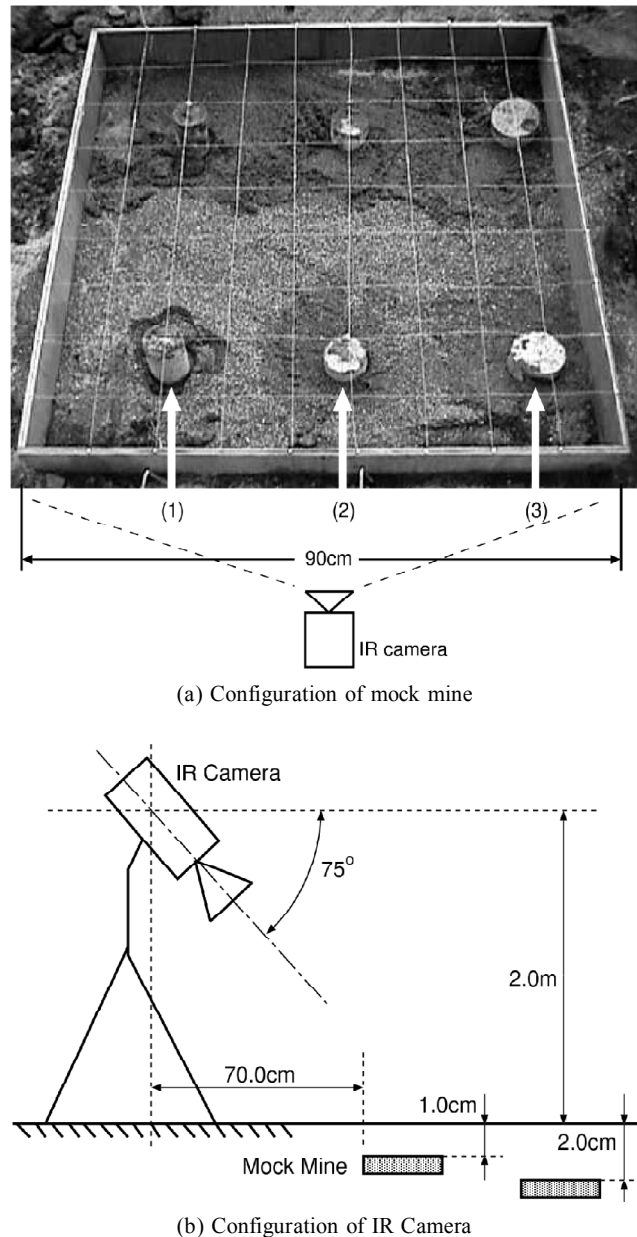 (1) (2) (3)
90cm
IR camera
(a) Configuration of mock mine
IR Camera
75°
2.0m
70.0cm
1.0cm
2.0cm
Mock Mine
(b) Configuration of IR Camera